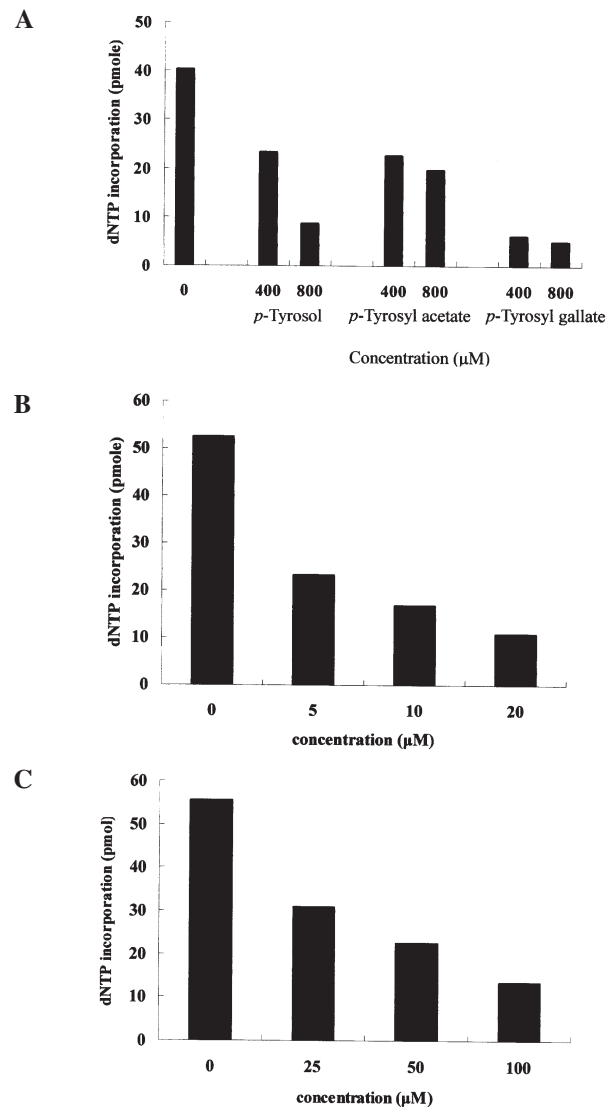 A
dNTP incorporation (pmole)
50
40
30
20
10
0
0 400 800 400 800 400 800
p-Tyrosol p-Tyrosyl acetate p-Tyrosyl gallate
Concentration (µM)
B
dNTP incorporation (pmole)
60
50
40
30
20
10
0
0 5 10 20
concentration (µM)
C
dNTP incorporation (pmol)
60
50
40
30
20
10
0
0 25 50 100
concentration (µM)